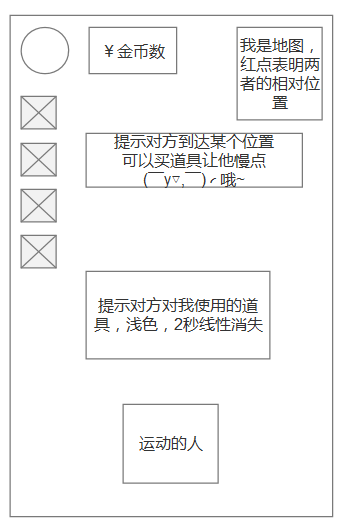 ￥金币数
我是地图，
红点表明两
者的相对位
置
提示对方到达某个位置
可以买道具让他慢点
(￣y▽,￣)╭ 哦~
提示对方对我使用的道
具，浅色，2秒线性消失
运动的人